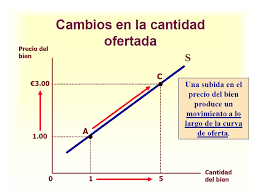 Cambios en la cantidad
ofertada
Precio del
bien
S
€3.00
C
Una subida en el
precio del bien
produce un
movimiento a lo
largo de la curva
de oferta.
1.00
A
0
1
5
Cantidad
del bien